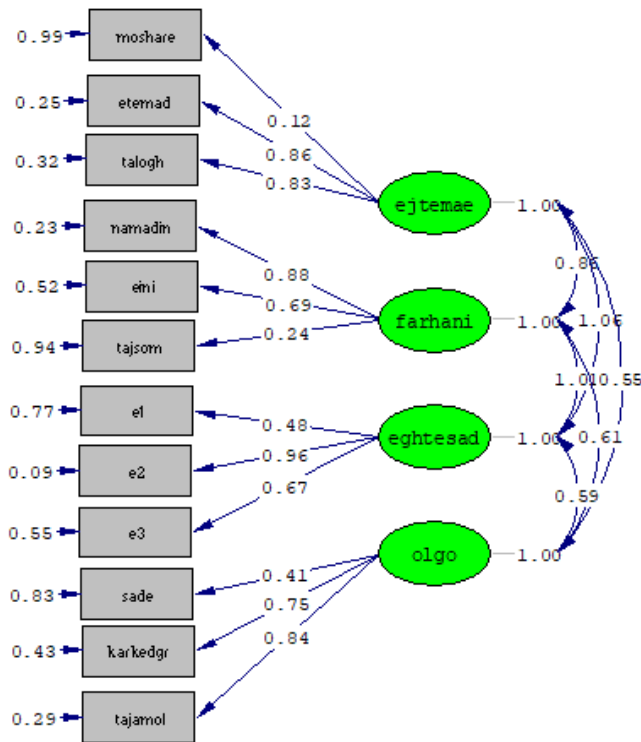 0.99 moshare
0.25 etemad
0.32 talogh
0.23 namadin
0.52 eini
0.94 tajsom
0.77 e1
0.09 e2
0.55 e3
0.83 sade
0.43 karkedgr
0.29 tajamol
0.12
0.86
0.83
0.88
0.69
0.24
0.48
0.96
0.67
0.41
0.75
0.84
ejtemae 1.00
farhani 1.00
eghtesad 1.00
olgo 1.00
0.86
1.06
0.55
0.61
0.59